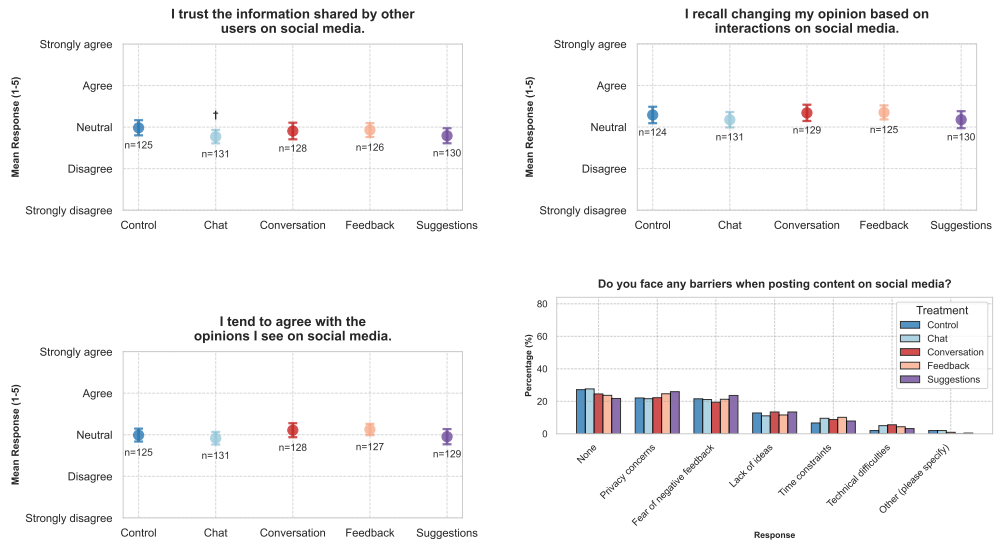 I trust the information shared by other
users on social media.
Mean Response (1-5)
Strongly agree
Agree
Neutral
Disagree
Strongly disagree
†
n=125
n=131
n=128
n=126
n=130
Control
Chat
Conversation
Feedback
Suggestions
I recall changing my opinion based on
interactions on social media.
Mean Response (1-5)
Strongly agree
Agree
Neutral
Disagree
Strongly disagree
n=124
n=131
n=129
n=125
n=130
Control
Chat
Conversation
Feedback
Suggestions
I tend to agree with the
opinions I see on social media.
Mean Response (1-5)
Strongly agree
Agree
Neutral
Disagree
Strongly disagree
n=125
n=131
n=128
n=127
n=129
Control
Chat
Conversation
Feedback
Suggestions
Do you face any barriers when posting content on social media?
Percentage (%)
80
60
40
20
0
Treatment
Control
Chat
Conversation
Feedback
Suggestions
None
Privacy concerns
Fear of negative feedback
Lack of ideas
Time constraints
Technical difficulties
Other (please specify)
Response